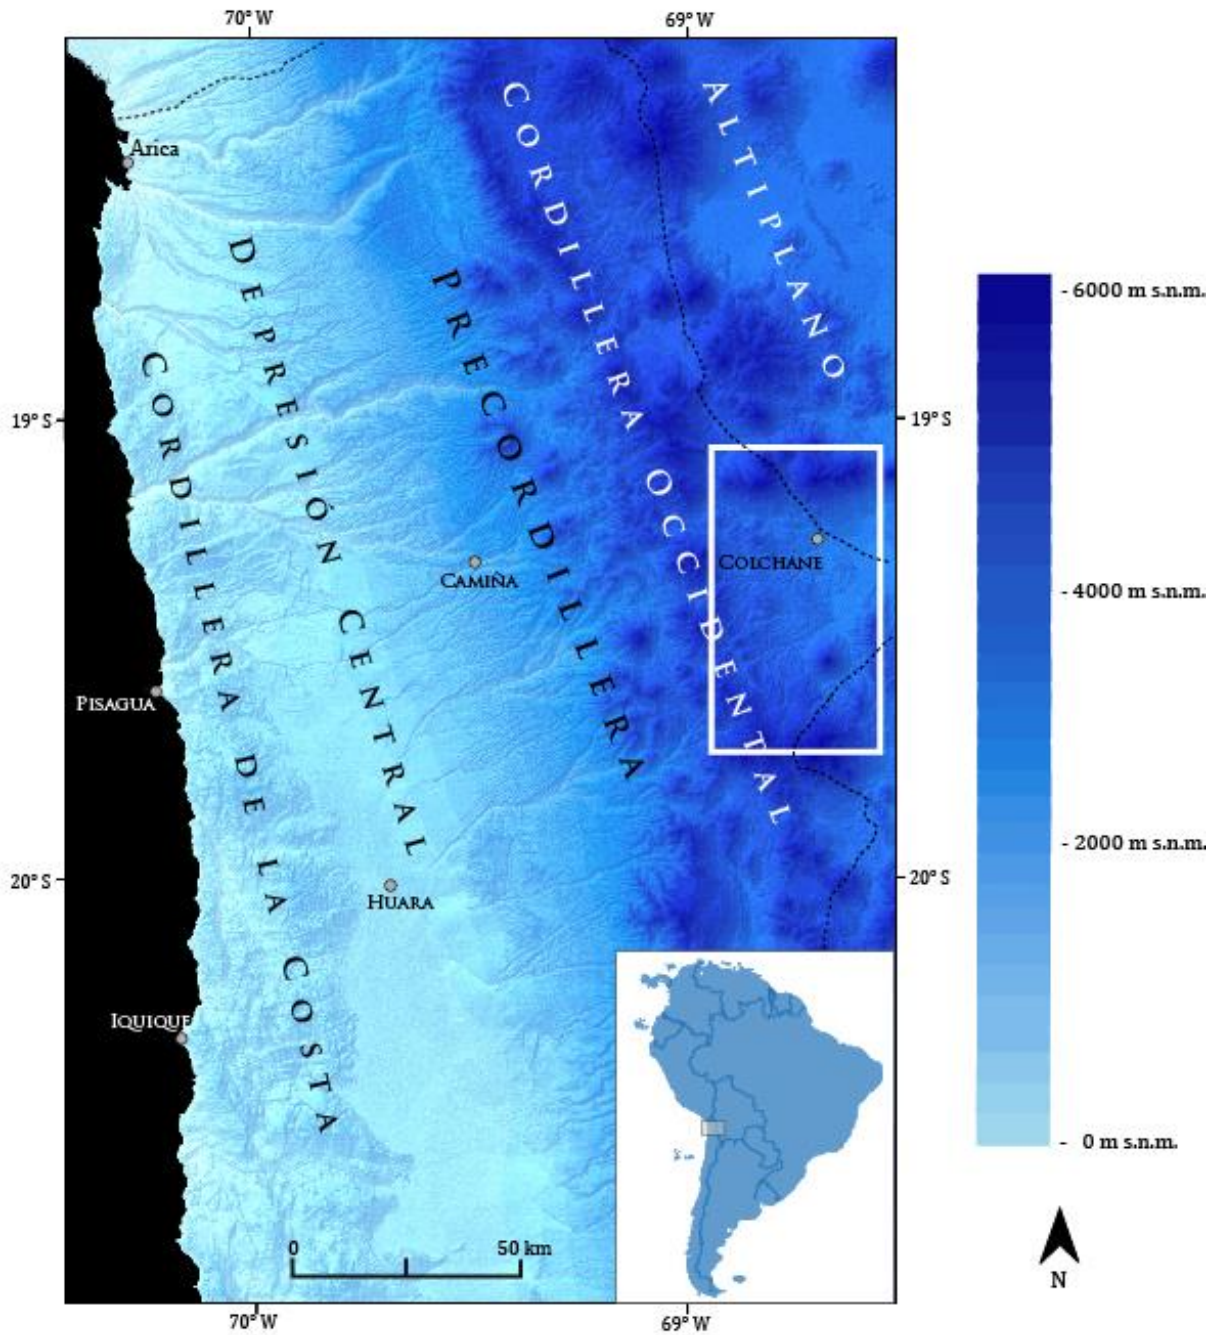 70° W
69° W
Arica
CORDILLERA OCCIDENTAL
ALTIPLANO
DEPRESIÓN CENTRAL
PRECORDILLERA
CORDILLERA DE LA COSTA
- 6000 m s.n.m.
19° S
19° S
COLCHANE
CAMIÑA
- 4000 m s.n.m.
PISAGUA
- 2000 m s.n.m.
20° S
20° S
HUARA
IQUIQUE
- 0 m s.n.m.
0 50 km
N
70° W
69° W